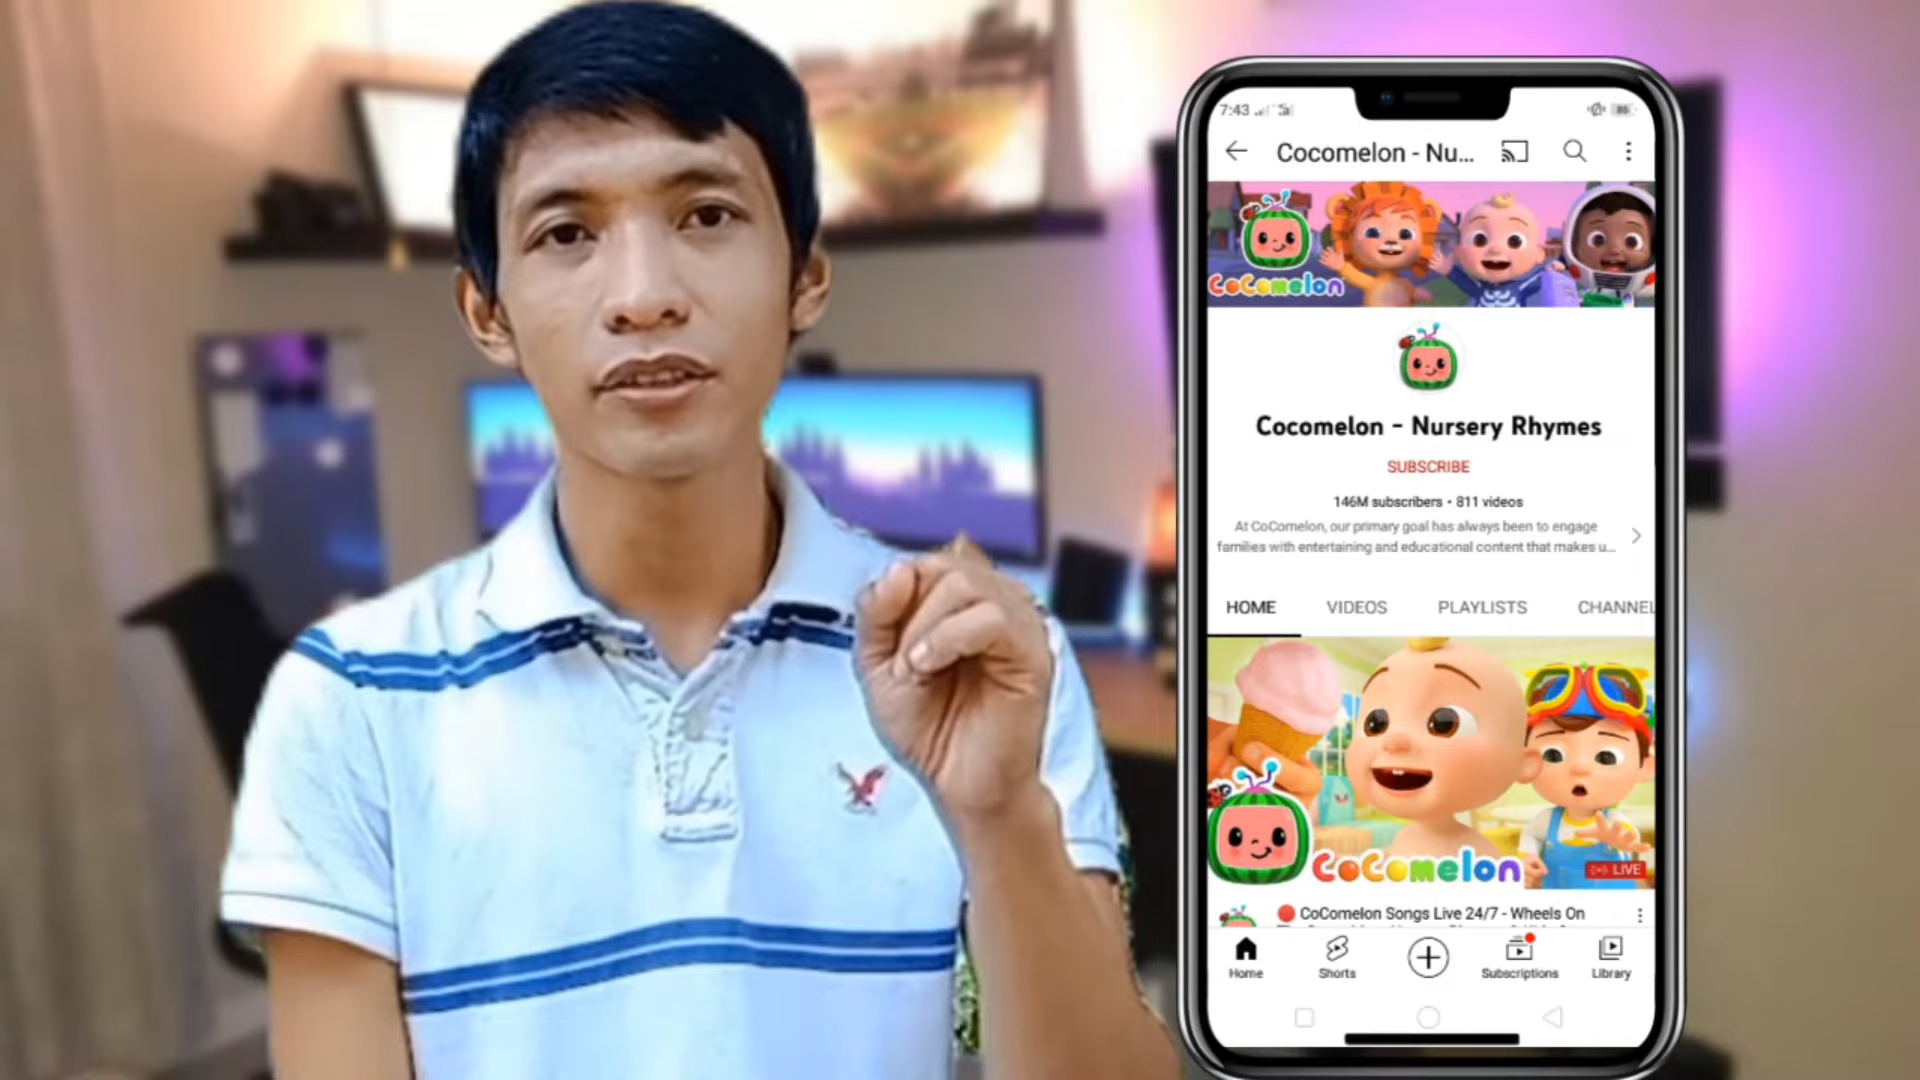 7:43
86
Cocomelon - Nu...
CoComelon
Cocomelon - Nursery Rhymes
SUBSCRIBE
146M subscribers • 811 videos
At CoComelon, our primary goal has always been to engage
families with entertaining and educational content that makes u...
HOME VIDEOS PLAYLISTS CHANNEL
CoComelon
LIVE
🔴 CoComelon Songs Live 24/7 - Wheels On
Home Shorts Subscriptions Library